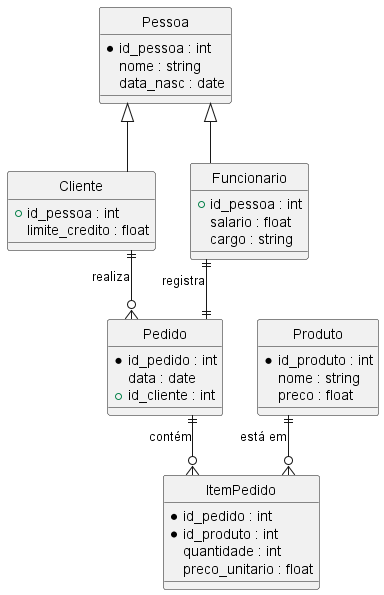 Pessoa
id_pessoa : int
nome : string
data_nasc : date
Cliente
id_pessoa : int
limite_credito : float
Funcionario
id_pessoa : int
salario : float
cargo : string
realiza
registra
Pedido
id_pedido : int
data : date
id_cliente : int
Produto
id_produto : int
nome : string
preco : float
contém
está em
ItemPedido
id_pedido : int
id_produto : int
quantidade : int
preco_unitario : float